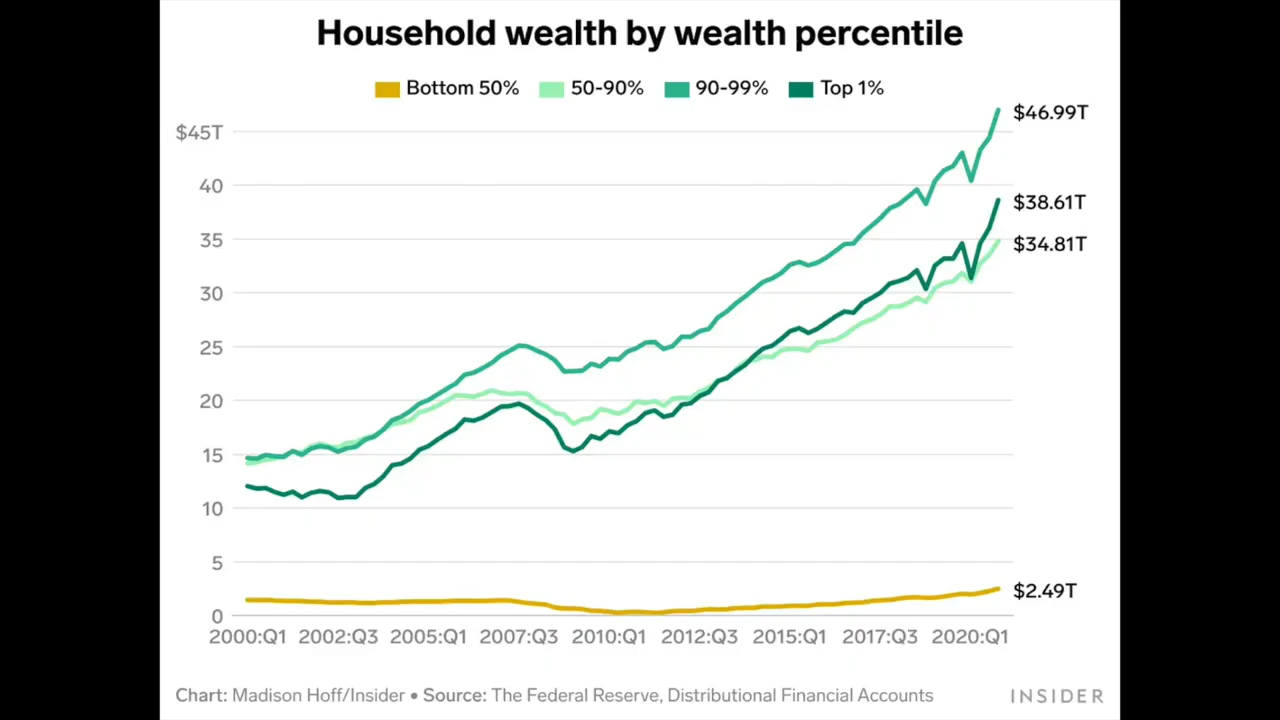 Household wealth by wealth percentile
Bottom 50% 50-90% 90-99% Top 1%
$46.99T
$45T
40
$38.61T
35
$34.81T
30
25
20
15
10
5
$2.49T
0
2000:Q1 2002:Q3 2005:Q1 2007:Q3 2010:Q1 2012:Q3 2015:Q1 2017:Q3 2020:Q1
Chart: Madison Hoff/Insider • Source: The Federal Reserve, Distributional Financial Accounts INSIDER